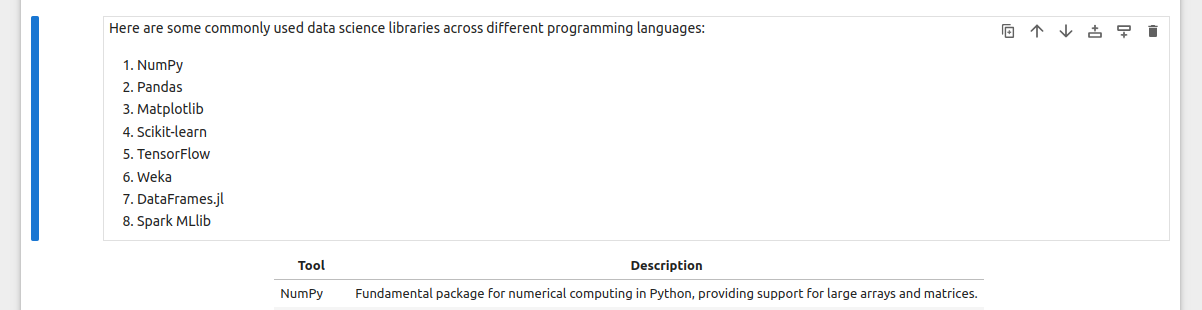 Here are some commonly used data science libraries across different programming languages:
1. NumPy
2. Pandas
3. Matplotlib
4. Scikit-learn
5. TensorFlow
6. Weka
7. DataFrames.jl
8. Spark MLlib
Tool Description
NumPy Fundamental package for numerical computing in Python, providing support for large arrays and matrices.